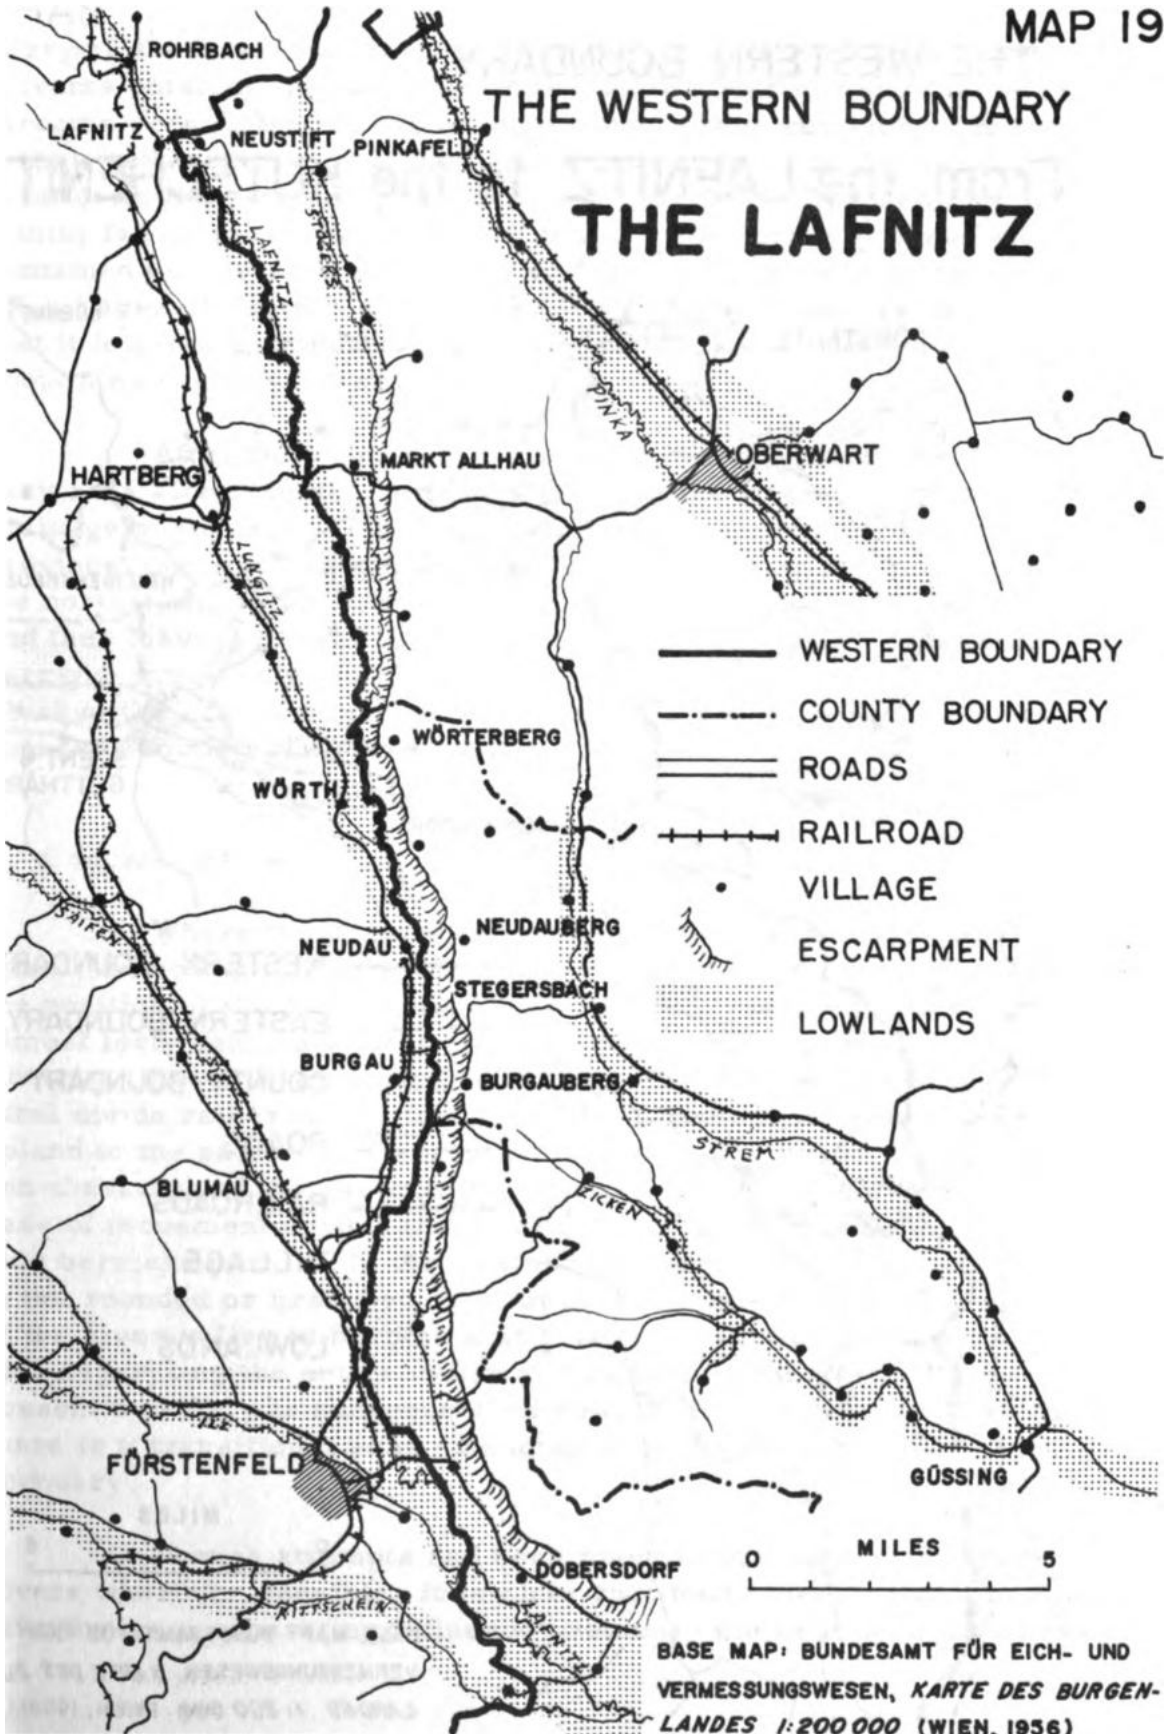 MAP 19
THE WESTERN BOUNDARY
THE LAFNITZ
ROHRBACH
LAFNITZ
NEUSTIFT
PINKAFELD
LAFNITZ
PINKA
OBERWART
HARTBERG
MARKT ALLHAU
LUNGITZ
WESTERN BOUNDARY
COUNTY BOUNDARY
ROADS
RAILROAD
VILLAGE
ESCARPMENT
LOWLANDS
WÖRTERBERG
WÖRTH
SAIFEN
NEUDAU
NEUDAUBERG
STEGERSBACH
BURGAU
BURGAUBERG
STREM
BLUMAU
ZICKEN
FÜRSTENFELD
GÜSSING
MILES
0 5
DOBERSDORF
RITTSCHEIN
LAFNITZ
BASE MAP: BUNDESAMT FÜR EICH- UND
VERMESSUNGSWESEN, KARTE DES BURGEN-
LANDES 1:200 000 (WIEN, 1936)